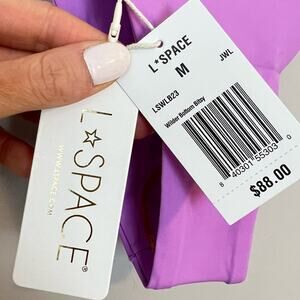 L*SPACE
M
JWL
LSWLB23
Wilder Bottom Bitsy
8 40301 55303 0
$88.00
L☆SPACE®
WWW.LSPACE.COM